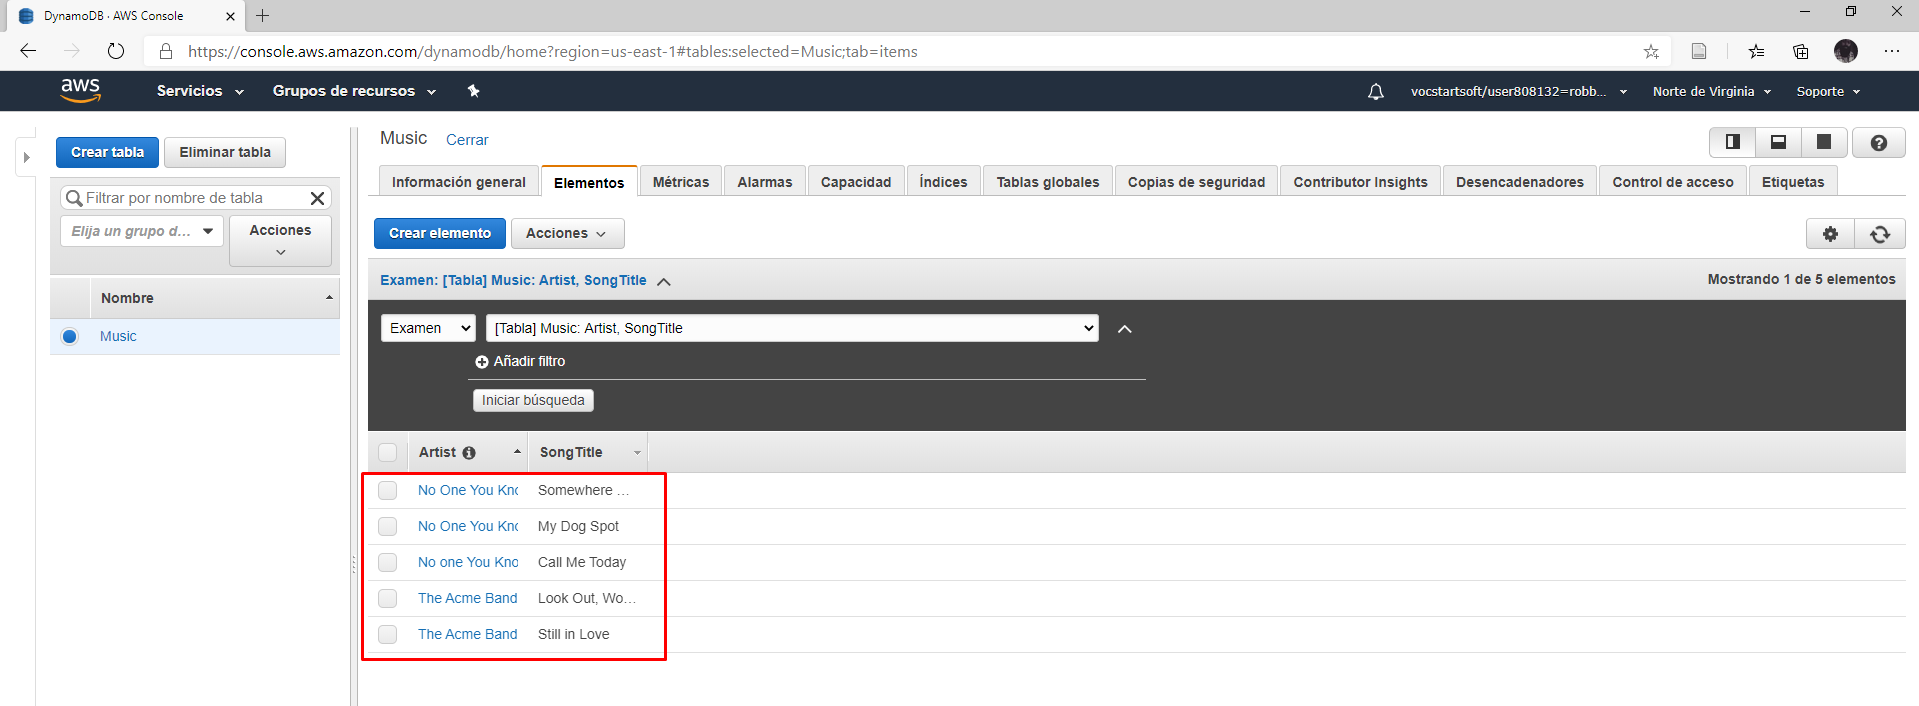 DynamoDB · AWS Console
https://console.aws.amazon.com/dynamodb/home?region=us-east-1#tables:selected=Music;tab=items
aws Servicios Grupos de recursos vocstartsoft/user808132=robb... Norte de Virginia Soporte
Crear tabla Eliminar tabla
Filtrar por nombre de tabla
Elija un grupo d... Acciones
Nombre
Music
Music Cerrar
Información general Elementos Métricas Alarmas Capacidad Índices Tablas globales Copias de seguridad Contributor Insights Desencadenadores Control de acceso Etiquetas
Crear elemento Acciones
Examen: [Tabla] Music: Artist, SongTitle Mostrando 1 de 5 elementos
Examen [Tabla] Music: Artist, SongTitle
Añadir filtro
Iniciar búsqueda
Artist SongTitle
No One You Kno Somewhere ...
No One You Kno My Dog Spot
No one You Kno Call Me Today
The Acme Band Look Out, Wo...
The Acme Band Still in Love